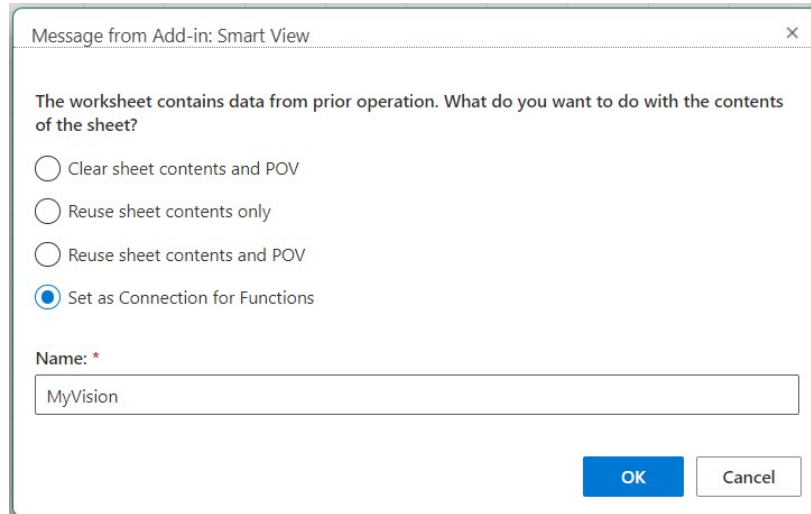 Message from Add-in: Smart View
The worksheet contains data from prior operation. What do you want to do with the contents
of the sheet?
Clear sheet contents and POV
Reuse sheet contents only
Reuse sheet contents and POV
Set as Connection for Functions
Name: *
MyVision
OK Cancel